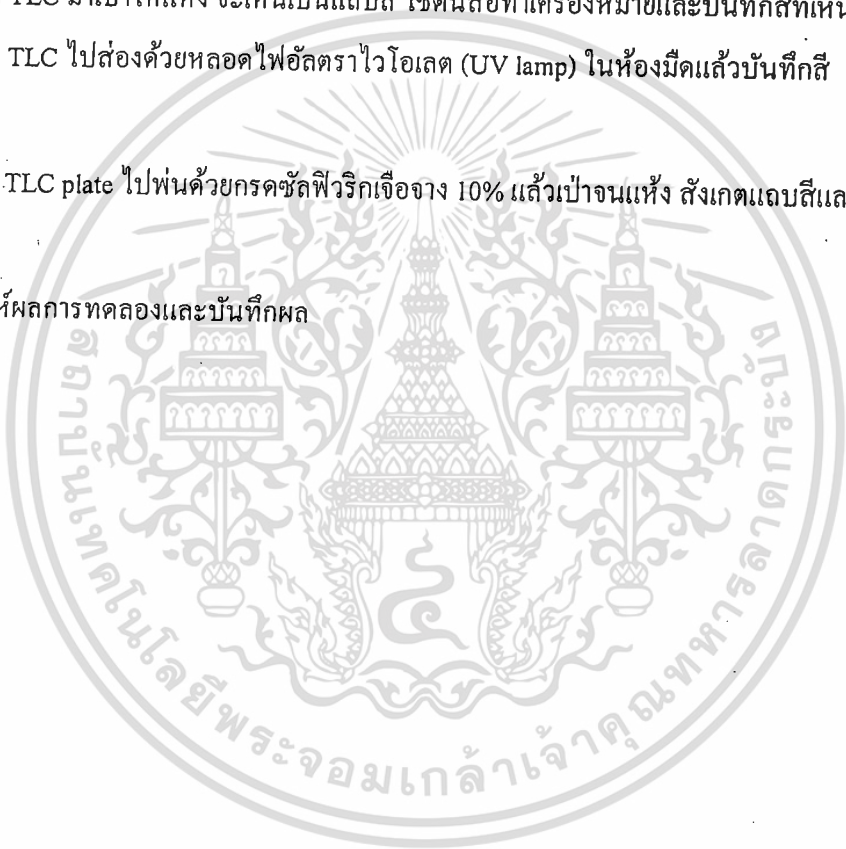 TLC มาเป่าให้แห้ง จะเห็นเป็นแถบสี ใช้ดินสอทำเครื่องหมายและบันทึกสีที่เห็น
TLC ไปส่องด้วยหลอดไฟอัลตราไวโอเลต (UV lamp) ในห้องมืดแล้วบันทึกสี
TLC plate ไปพ่นด้วยกรดซัลฟิวริกเจือจาง 10% แล้วเป่าจนแห้ง สังเกตแถบสีและ
ห์ผลการทดลองและบันทึกผล
สถาบันเทคโนโลยีพระจอมเกล้าเจ้าคุณทหารลาดกระบัง